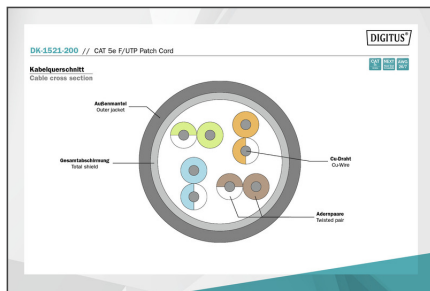 DIGITUS®
DK-1521-200 // CAT 5e F/UTP Patch Cord
Kabelquerschnitt
Cable cross section
Außenmantel
Outer jacket
Gesamtabschirmung
Total shield
Cu-Draht
Cu-Wire
Adernpaare
Twisted pair